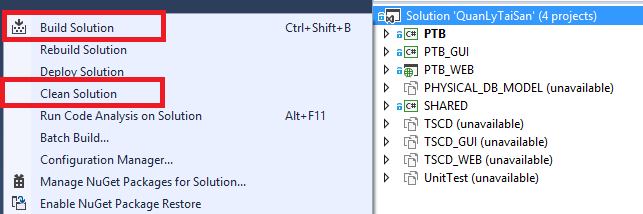 Build Solution Ctrl+Shift+B
Rebuild Solution
Deploy Solution
Clean Solution
Run Code Analysis on Solution Alt+F11
Batch Build...
Configuration Manager...
Manage NuGet Packages for Solution...
Enable NuGet Package Restore
Solution 'QuanLyTaiSan' (4 projects)
PTB
PTB_GUI
PTB_WEB
PHYSICAL_DB_MODEL (unavailable)
SHARED
TSCD (unavailable)
TSCD_GUI (unavailable)
TSCD_WEB (unavailable)
UnitTest (unavailable)